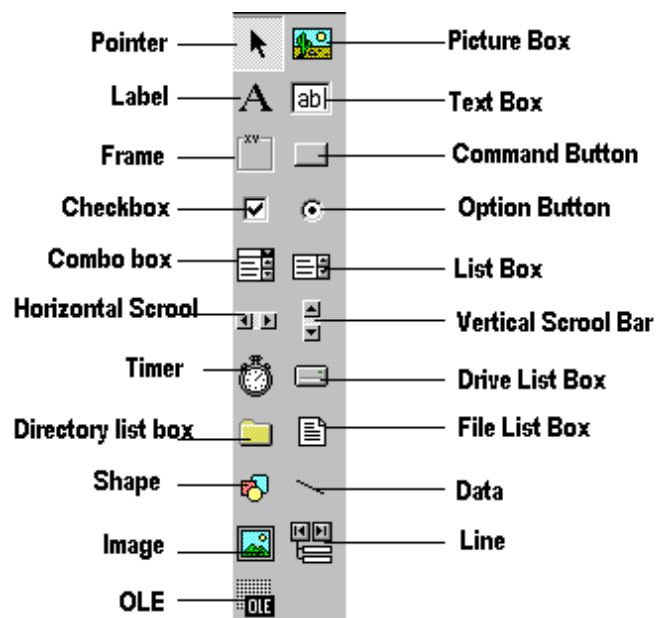 Pointer Picture Box
Label A ab Text Box
Frame xv Command Button
Checkbox Option Button
Combo box List Box
Horizontal Scrool Vertical Scrool Bar
Timer Drive List Box
Directory list box File List Box
Shape Data
Image Line
OLE OLE